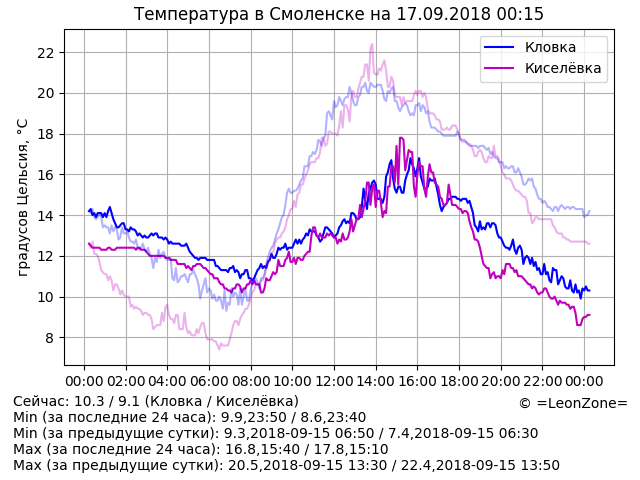 Температура в Смоленске на 17.09.2018 00:15
Кловка
Киселёвка
градусов Цельсия, °C
22
20
18
16
14
12
10
8
00:00 02:00 04:00 06:00 08:00 10:00 12:00 14:00 16:00 18:00 20:00 22:00 00:00
Сейчас: 10.3 / 9.1 (Кловка / Киселёвка)
© =LeonZone=
Min (за последние 24 часа): 9.9,23:50 / 8.6,23:40
Min (за предыдущие сутки): 9.3,2018-09-15 06:50 / 7.4,2018-09-15 06:30
Max (за последние 24 часа): 16.8,15:40 / 17.8,15:10
Max (за предыдущие сутки): 20.5,2018-09-15 13:30 / 22.4,2018-09-15 13:50